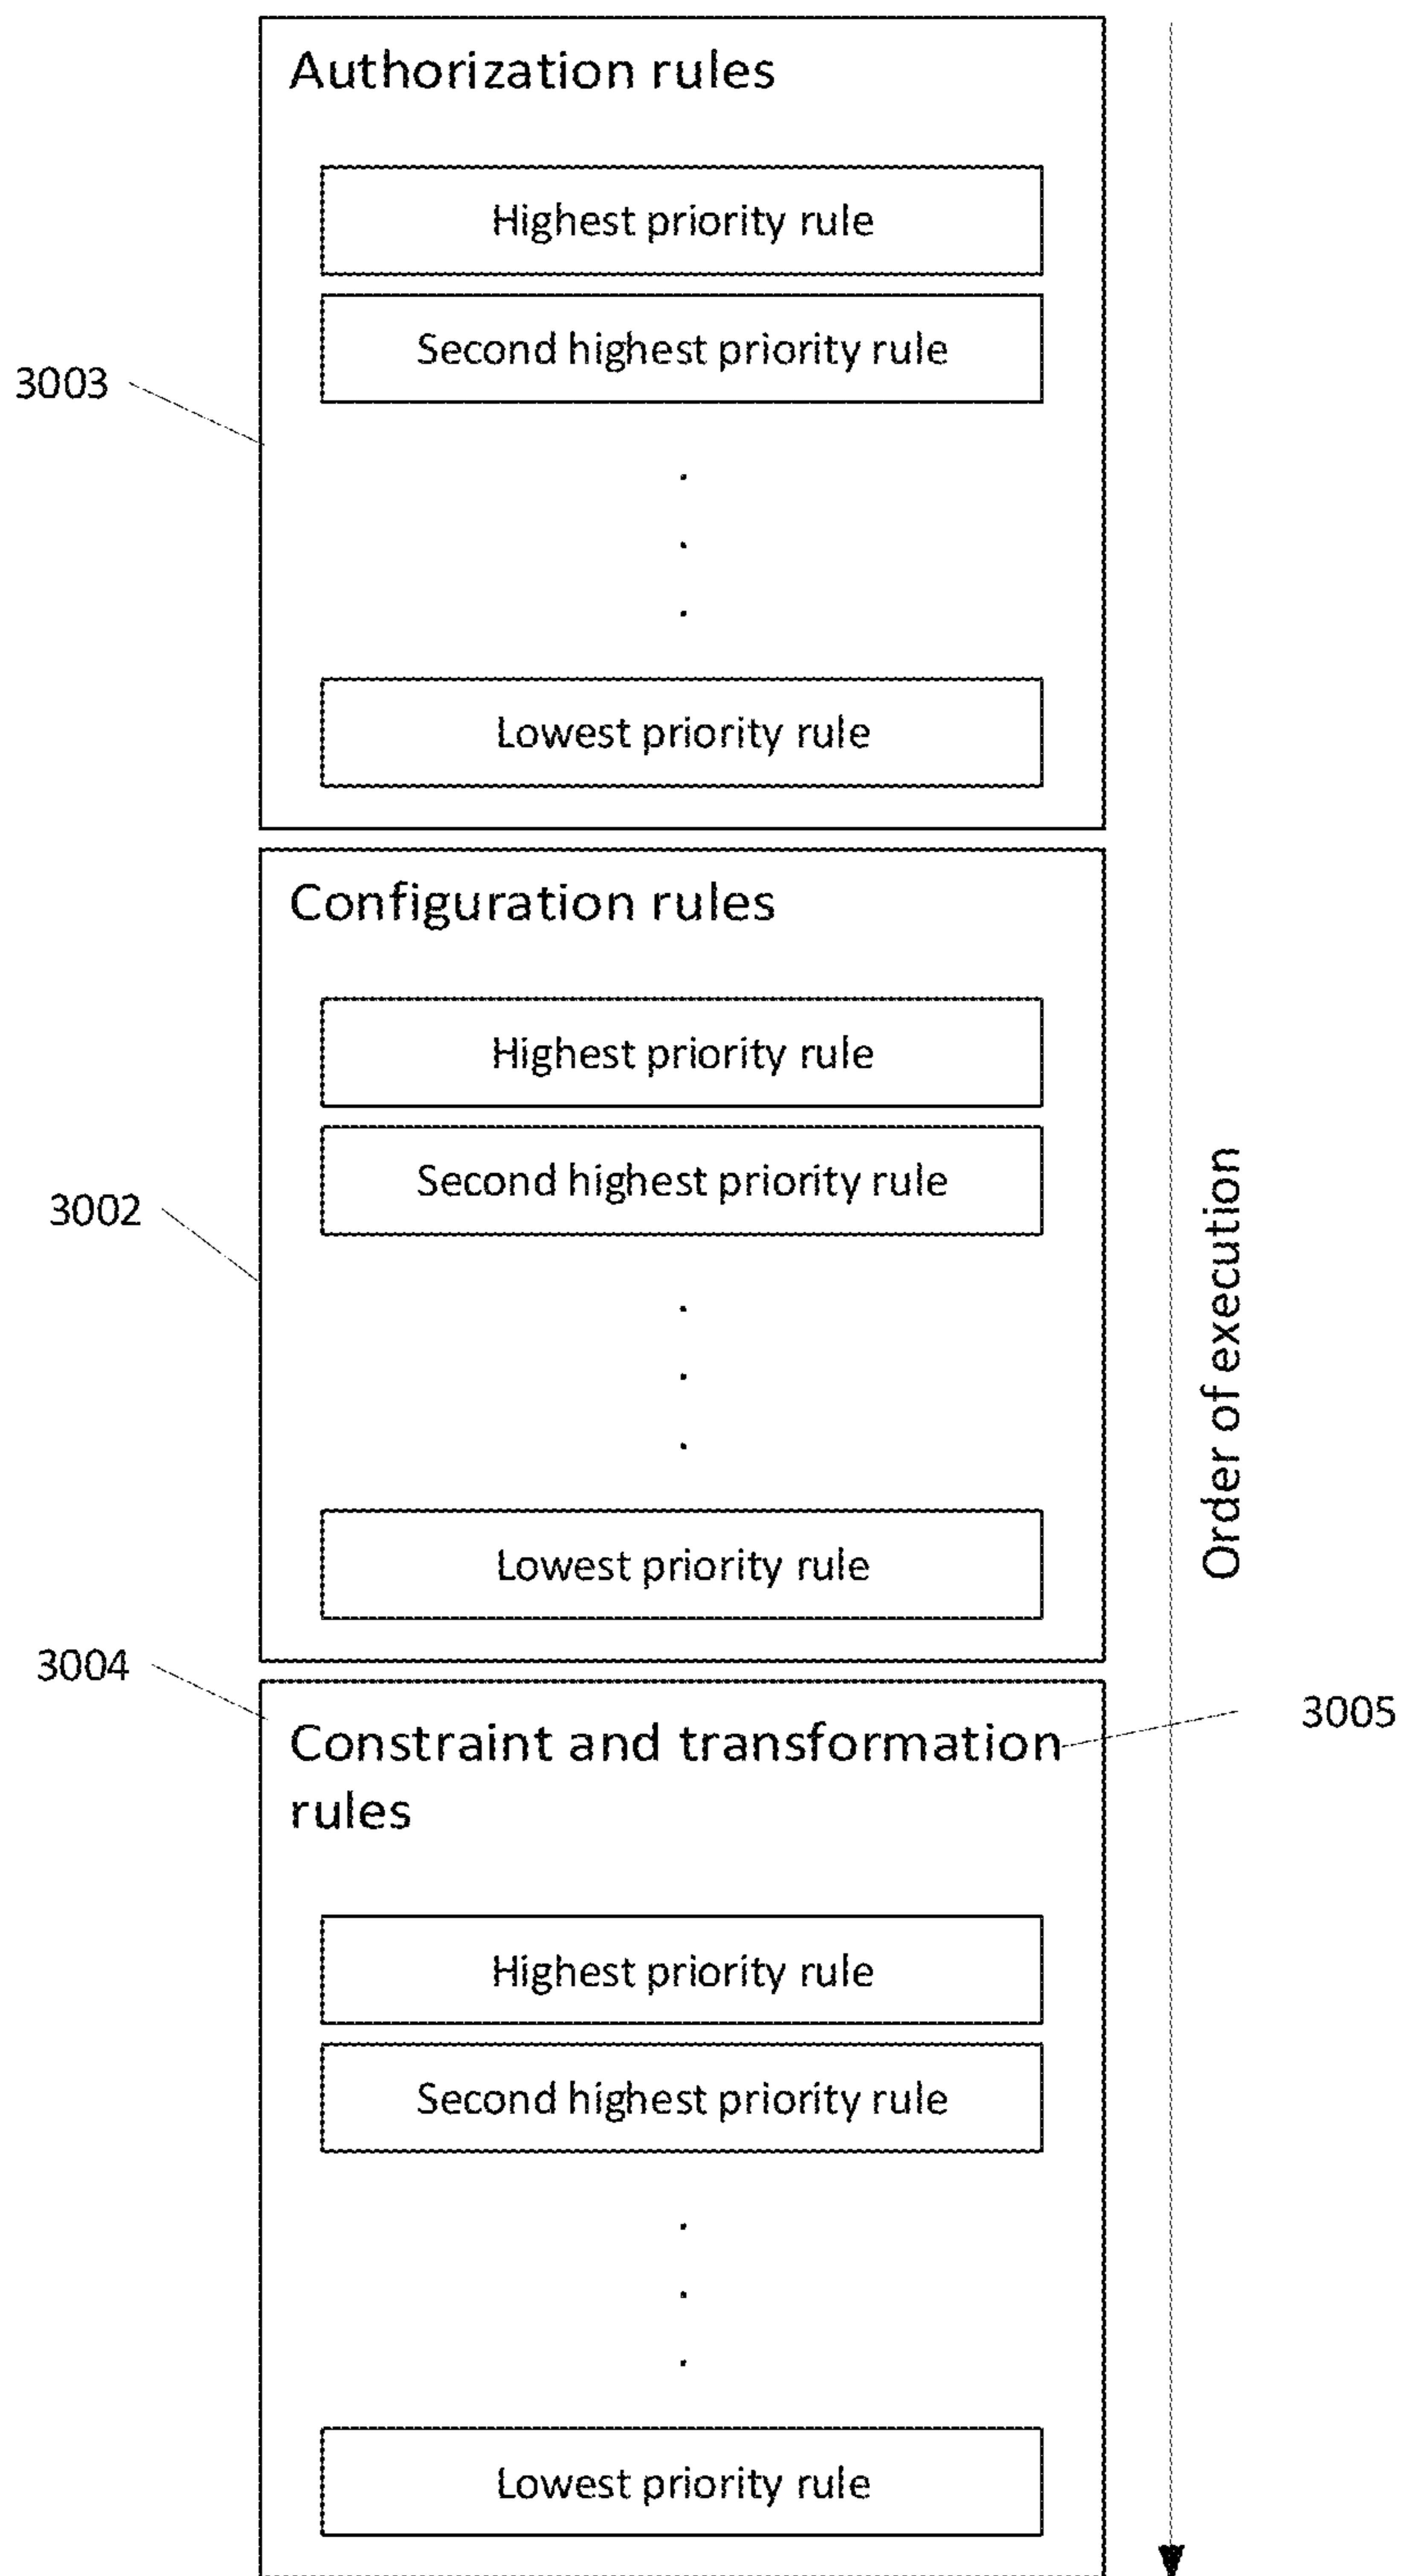 Authorization rules
Highest priority rule
Second highest priority rule
3003
.
.
.
Lowest priority rule
Configuration rules
Highest priority rule
Second highest priority rule
3002
.
.
.
Order of execution
Lowest priority rule
3004
3005
Constraint and transformation
rules
Highest priority rule
Second highest priority rule
.
.
.
Lowest priority rule